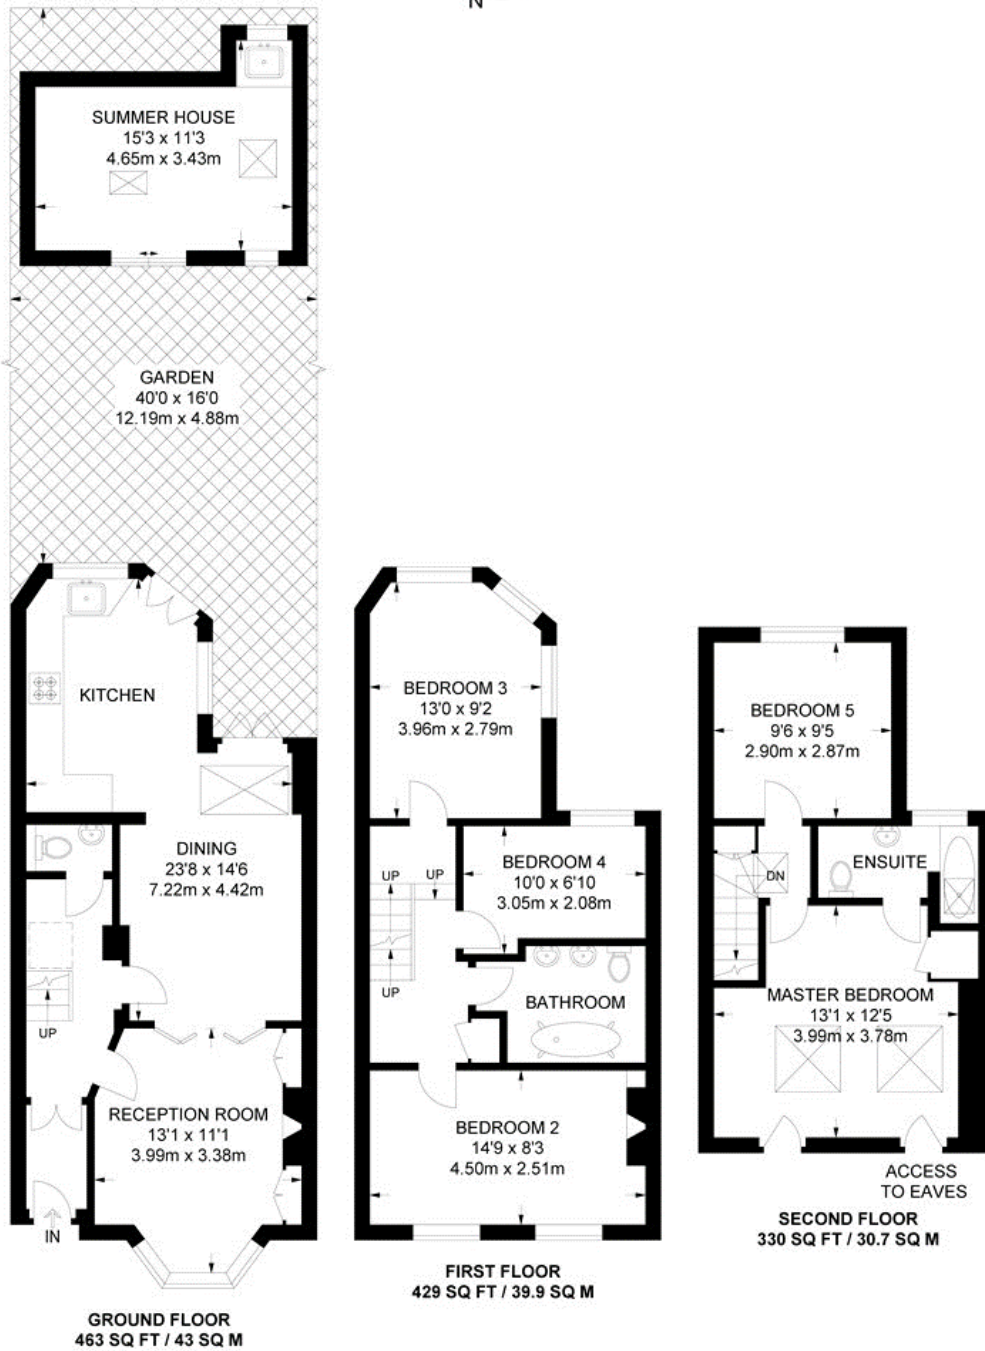 N
SUMMER HOUSE
15'3 x 11'3
4.65m x 3.43m
GARDEN
40'0 x 16'0
12.19m x 4.88m
KITCHEN
DINING
23'8 x 14'6
7.22m x 4.42m
UP
RECEPTION ROOM
13'1 x 11'1
3.99m x 3.38m
IN
GROUND FLOOR
463 SQ FT / 43 SQ M
BEDROOM 3
13'0 x 9'2
3.96m x 2.79m
BEDROOM 4
10'0 x 6'10
3.05m x 2.08m
UP
UP
UP
BATHROOM
BEDROOM 2
14'9 x 8'3
4.50m x 2.51m
FIRST FLOOR
429 SQ FT / 39.9 SQ M
BEDROOM 5
9'6 x 9'5
2.90m x 2.87m
DN
ENSUITE
MASTER BEDROOM
13'1 x 12'5
3.99m x 3.78m
ACCESS
TO EAVES
SECOND FLOOR
330 SQ FT / 30.7 SQ M